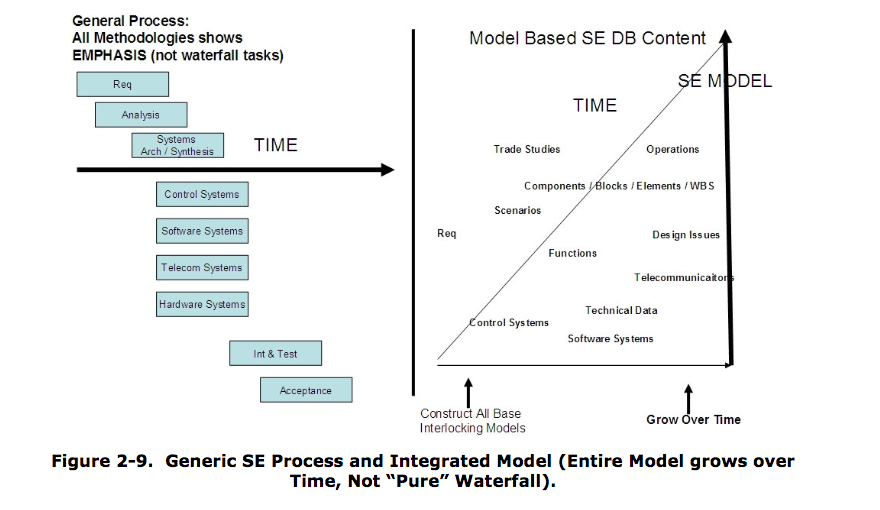 General Process:
All Methodologies shows
EMPHASIS (not waterfall tasks)
Req
Analysis
Systems
Arch / Synthesis
TIME
Control Systems
Software Systems
Telecom Systems
Hardware Systems
Int & Test
Acceptance
Model Based SE DB Content
SE MODEL
TIME
Trade Studies
Operations
Components / Blocks / Elements / WBS
Scenarios
Req
Design Issues
Functions
Telecommunicaitons
Technical Data
Control Systems
Software Systems
Construct All Base
Interlocking Models
Grow Over Time
Figure 2-9. Generic SE Process and Integrated Model (Entire Model grows over
Time, Not “Pure” Waterfall).